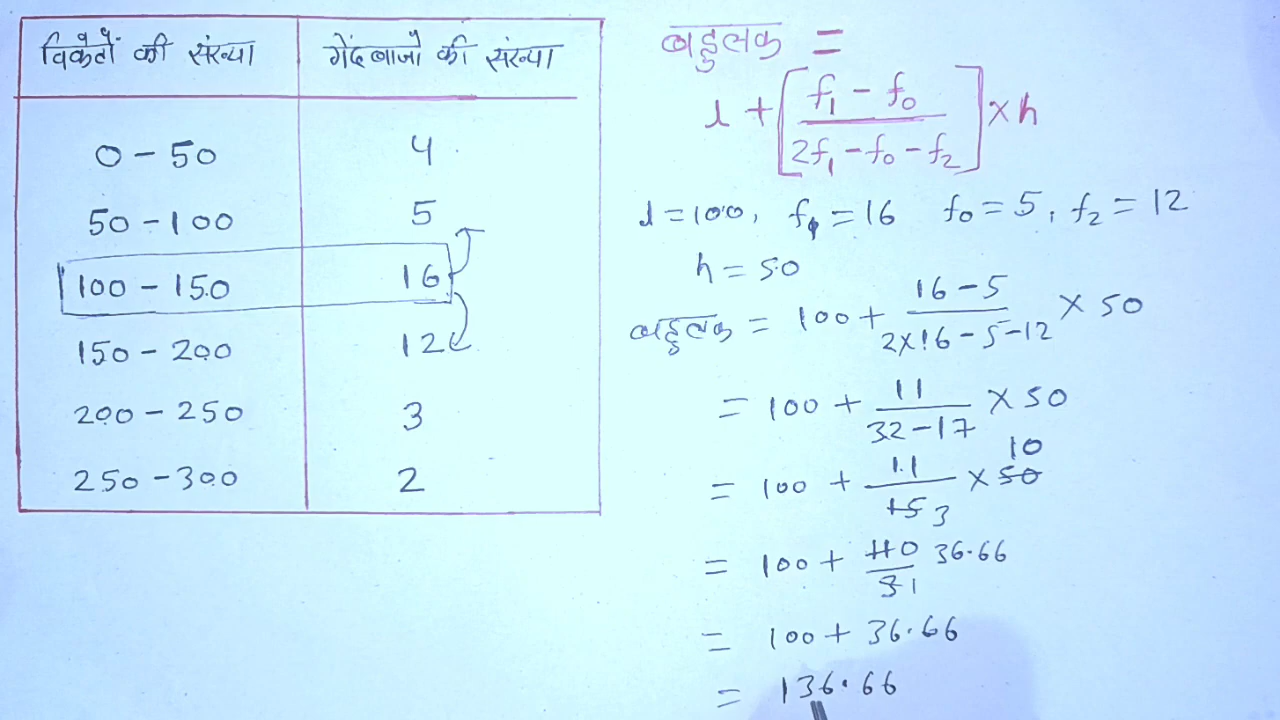 विकेटों की संख्या गेंदबाजों की संख्या
0 - 50 4
50 - 100 5
100 - 150 16
150 - 200 12
200 - 250 3
250 - 300 2
बहुलक =
l + [ (f₁ - f₀) / (2f₁ - f₀ - f₂) ] × h
l = 100, f₁ = 16 f₀ = 5, f₂ = 12
h = 50
बहुलक = 100 + (16 - 5) / (2×16 - 5 - 12) × 50
= 100 + 11 / (32 - 17) × 50
= 100 + 11 / 15 3 × 50 10
= 100 + 110 / 3 1 36.66
= 100 + 36.66
= 136.66